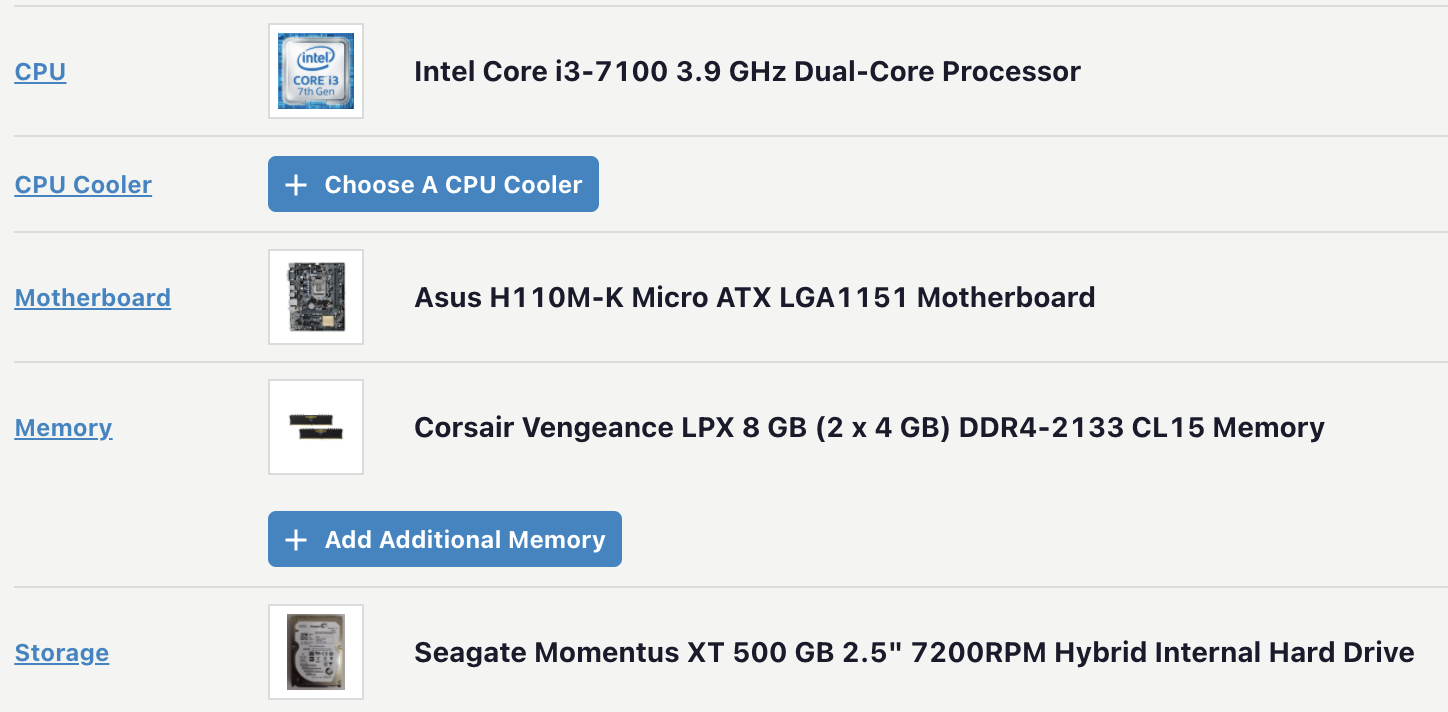 CPU
intel
CORE i3
7th Gen
Intel Core i3-7100 3.9 GHz Dual-Core Processor
CPU Cooler
+ Choose A CPU Cooler
Motherboard
Asus H110M-K Micro ATX LGA1151 Motherboard
Memory
Corsair Vengeance LPX 8 GB (2 x 4 GB) DDR4-2133 CL15 Memory
+ Add Additional Memory
Storage
Seagate Momentus XT 500 GB 2.5" 7200RPM Hybrid Internal Hard Drive